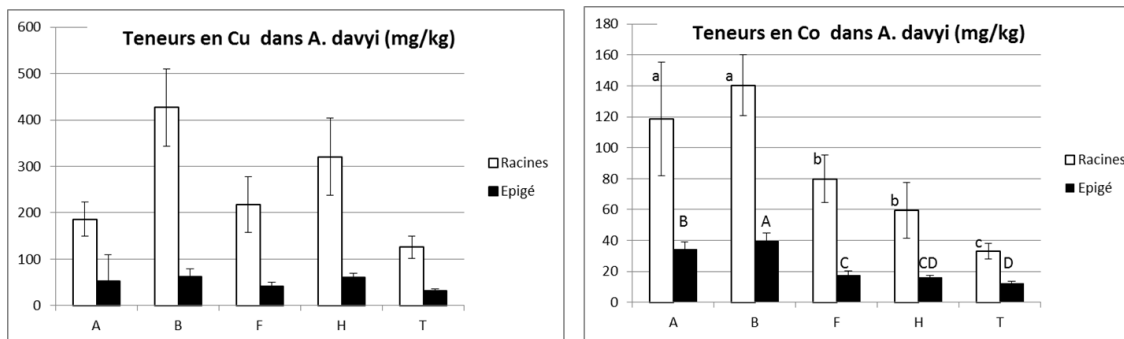 Teneurs en Cu dans A. davyi (mg/kg)
600
500
400
300
200
100
0
A B F H T
Racines
Epigé
Teneurs en Co dans A. davyi (mg/kg)
180
160
140
120
100
80
60
40
20
0
a a b b c
B A C CD D
A B F H T
Racines
Epigé